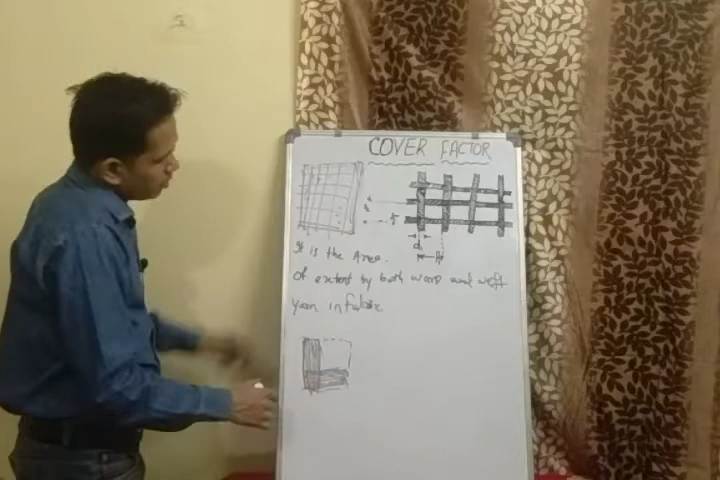 COVER FACTOR
d
P
It is the Area.
Of extent by both warp and weft
yarn in fabric